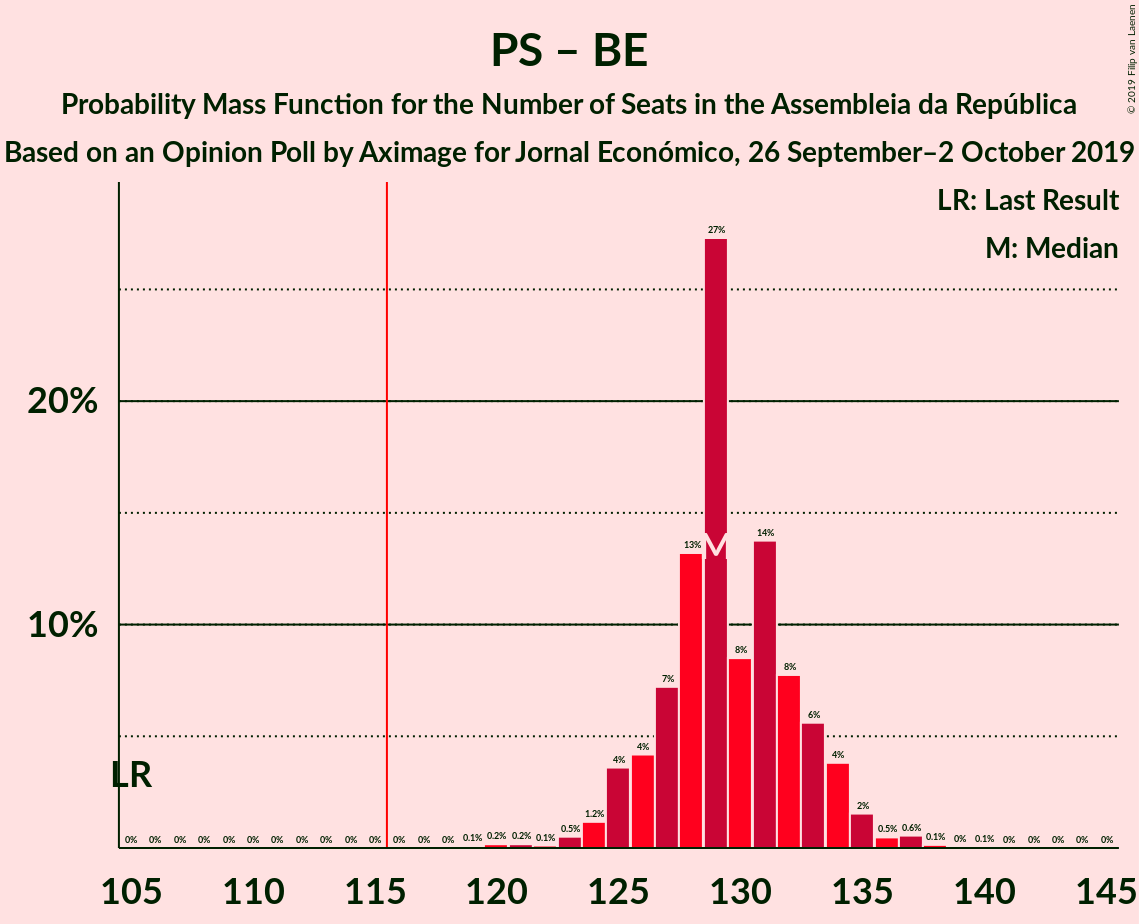 PS – BE
Probability Mass Function for the Number of Seats in the Assembleia da República
Based on an Opinion Poll by Aximage for Jornal Económico, 26 September–2 October 2019
© 2019 Filip van Laenen
LR: Last Result
M: Median
27%
20%
13% M 14%
10%
8%
7% 8%
6%
4% 4%
4%
LR
2%
0% 0% 0% 0% 0% 0% 0% 0% 0% 0% 0% 0% 0% 0% 0.1% 0.2% 0.2% 0.1% 0.5% 1.2% 0.5% 0.6% 0.1% 0% 0.1% 0% 0% 0% 0% 0%
105 110 115 120 125 130 135 140 145